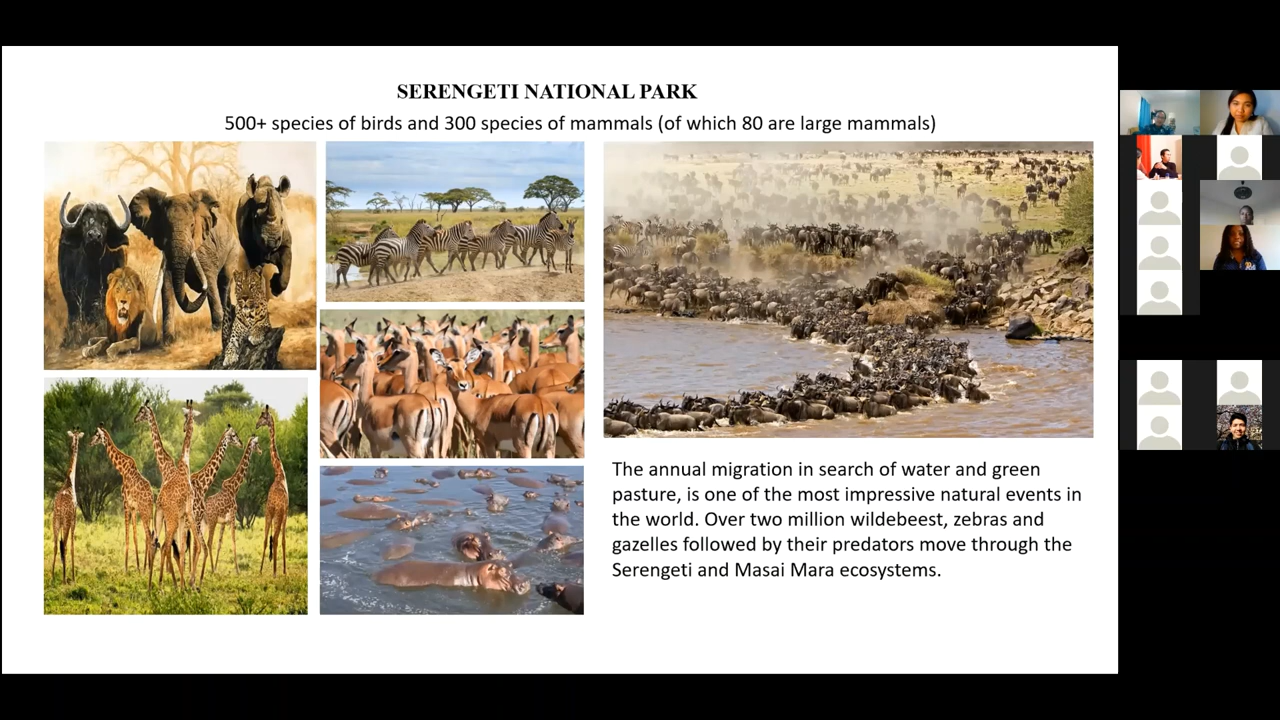 SERENGETI NATIONAL PARK
500+ species of birds and 300 species of mammals (of which 80 are large mammals)
The annual migration in search of water and green
pasture, is one of the most impressive natural events in
the world. Over two million wildebeest, zebras and
gazelles followed by their predators move through the
Serengeti and Masai Mara ecosystems.